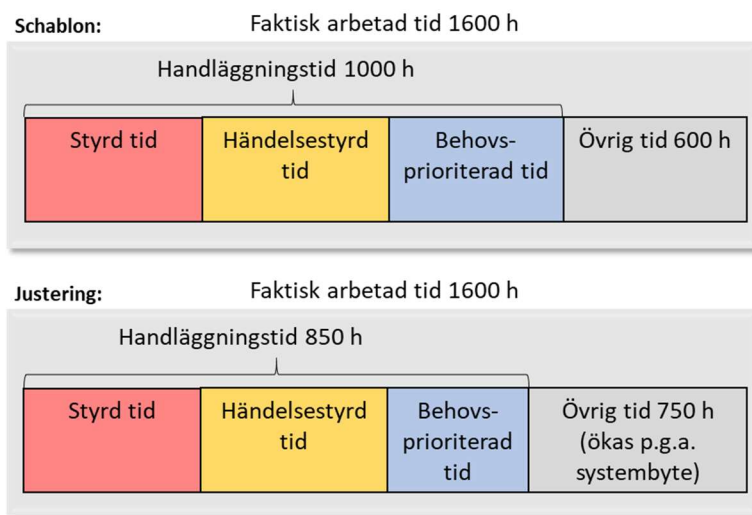 Schablon:
Faktisk arbetad tid 1600 h
Handläggningstid 1000 h
Styrd tid
Händelsestyrd
tid
Behovs-
prioriterad tid
Övrig tid 600 h
Justering:
Faktisk arbetad tid 1600 h
Handläggningstid 850 h
Styrd tid
Händelsestyrd
tid
Behovs-
prioriterad
tid
Övrig tid 750 h
(ökas p.g.a.
systembyte)